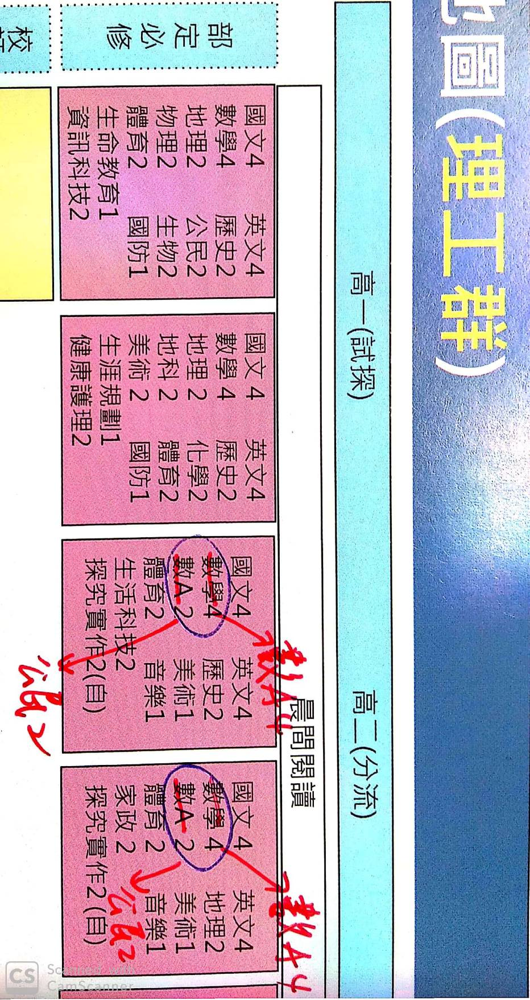 圖(理工群)
高一(試探)
高二(分流)
晨間閱讀
部定必修
國文4 英文4
數學4 歷史2
地理2 公民2
物理2 生物2
體育2 國防1
生命教育1
資訊科技2
國文 4 英文4
數學 4 歷史2
地理 2 化學2
地科 2 體育2
美術 2 國防1
生涯規劃1
健康護理2
國文4 英文4
數學4 歷史2
數A 2 美術1
體育2 音樂1
生活科技2
探究實作2(自)
數A4
公民2
國文 4 英文4
數學 4 地理2
數A 2 美術1
體育 2 音樂1
家政 2
探究實作2(自)
數A4
公民2
校
CS Scanned with
CamScanner